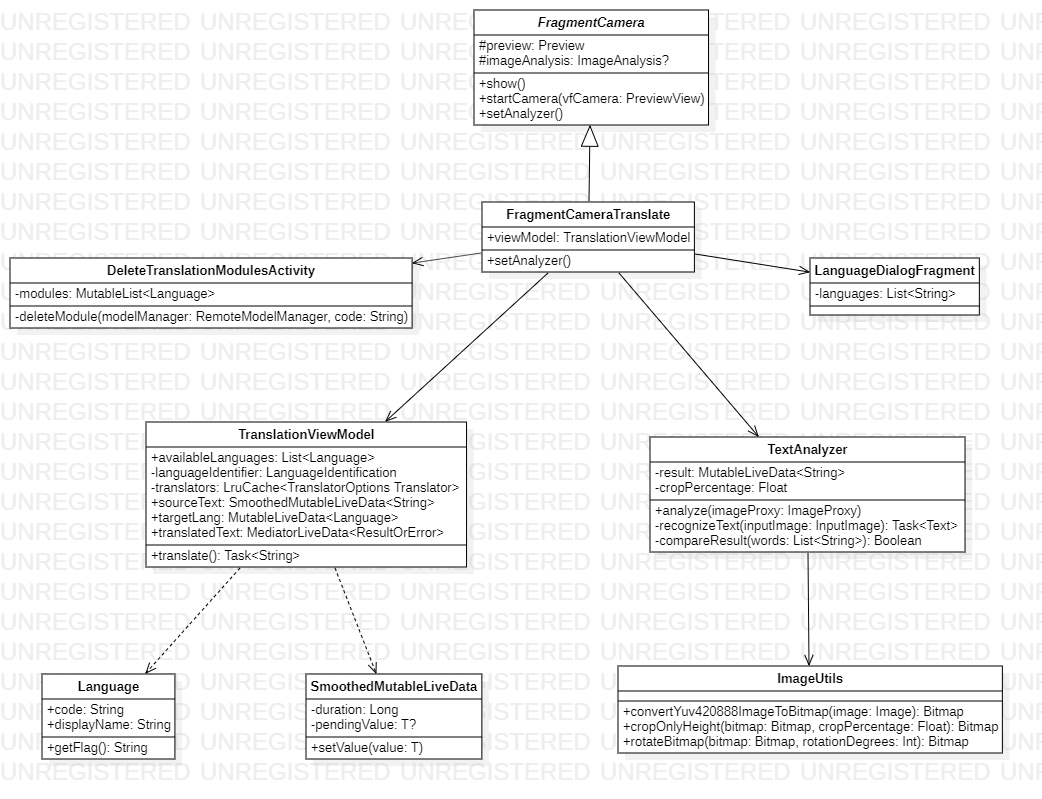 FragmentCamera
#preview: Preview
#imageAnalysis: ImageAnalysis?
+show()
+startCamera(vfCamera: PreviewView)
+setAnalyzer()
FragmentCameraTranslate
+viewModel: TranslationViewModel
+setAnalyzer()
DeleteTranslationModulesActivity
-modules: MutableList<Language>
-deleteModule(modelManager: RemoteModelManager, code: String)
LanguageDialogFragment
-languages: List<String>
TranslationViewModel
+availableLanguages: List<Language>
-languageIdentifier: LanguageIdentification
-translators: LruCache<TranslatorOptions Translator>
+sourceText: SmoothedMutableLiveData<String>
+targetLang: MutableLiveData<Language>
+translatedText: MediatorLiveData<ResultOrError>
+translate(): Task<String>
TextAnalyzer
-result: MutableLiveData<String>
-cropPercentage: Float
+analyze(imageProxy: ImageProxy)
-recognizeText(inputImage: InputImage): Task<Text>
-compareResult(words: List<String>): Boolean
Language
+code: String
+displayName: String
+getFlag(): String
SmoothedMutableLiveData
-duration: Long
-pendingValue: T?
+setValue(value: T)
ImageUtils
+convertYuv420888ImageToBitmap(image: Image): Bitmap
+cropOnlyHeight(bitmap: Bitmap, cropPercentage: Float): Bitmap
+rotateBitmap(bitmap: Bitmap, rotationDegrees: Int): Bitmap
UNREGISTERED